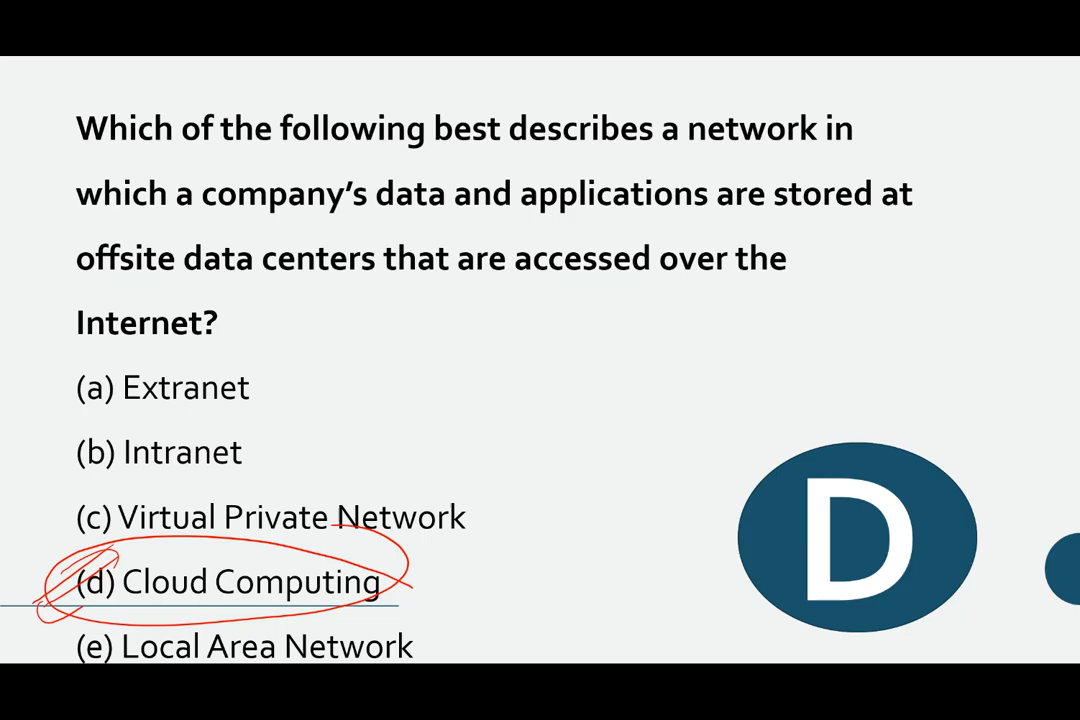 Which of the following best describes a network in
which a company’s data and applications are stored at
offsite data centers that are accessed over the
Internet?
(a) Extranet
(b) Intranet
(c) Virtual Private Network
(d) Cloud Computing
(e) Local Area Network
D